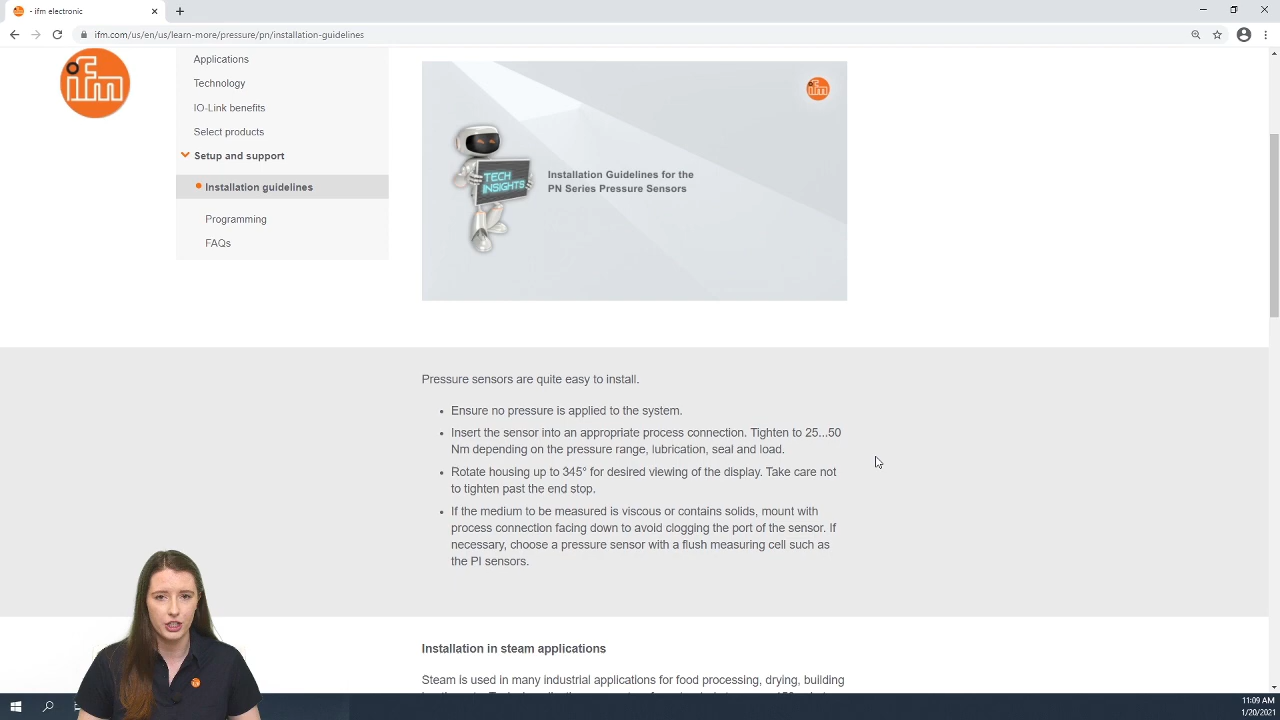 - ifm electronic
ifm.com/us/en/us/learn-more/pressure/pn/installation-guidelines
ifm
Applications
Technology
IO-Link benefits
Select products
Setup and support
Installation guidelines
Programming
FAQs
ifm
TECH
INSIGHTS
Installation Guidelines for the
PN Series Pressure Sensors
Pressure sensors are quite easy to install.
• Ensure no pressure is applied to the system.
• Insert the sensor into an appropriate process connection. Tighten to 25...50
Nm depending on the pressure range, lubrication, seal and load.
• Rotate housing up to 345° for desired viewing of the display. Take care not
to tighten past the end stop.
• If the medium to be measured is viscous or contains solids, mount with
process connection facing down to avoid clogging the port of the sensor. If
necessary, choose a pressure sensor with a flush measuring cell such as
the PI sensors.
Installation in steam applications
Steam is used in many industrial applications for food processing, drying, building
11:09 AM
1/20/2021